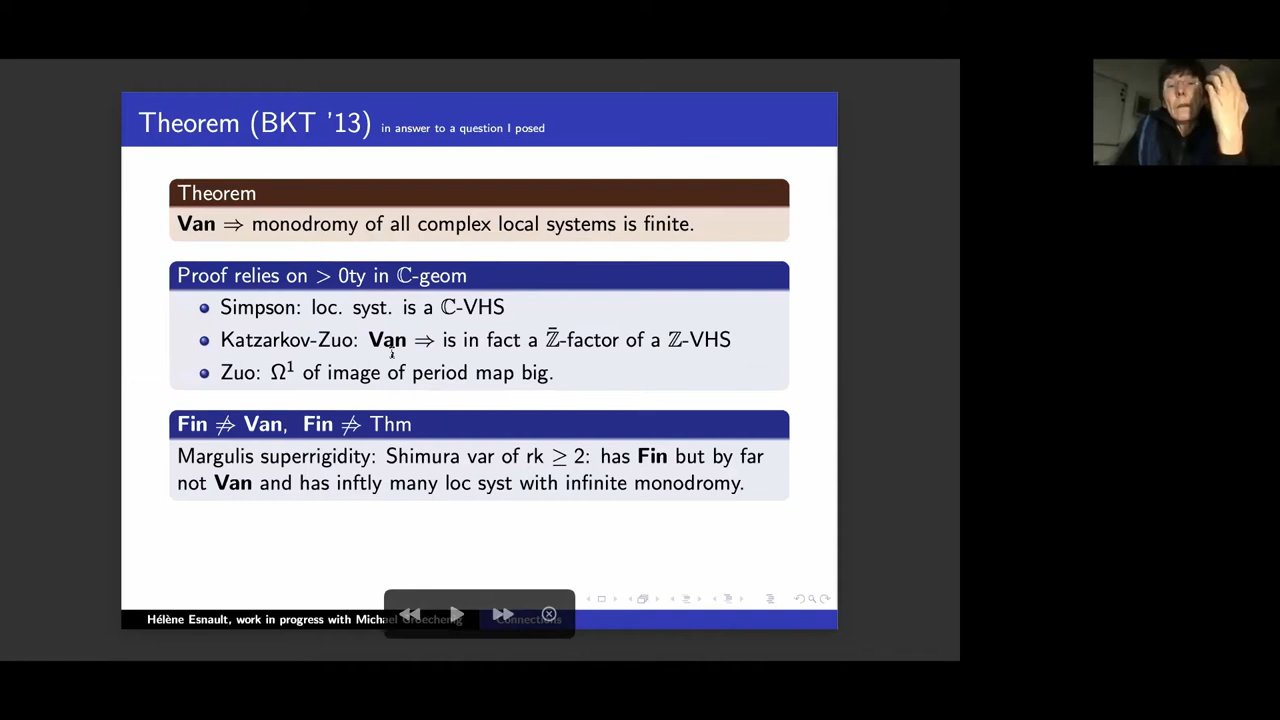 Theorem (BKT '13) in answer to a question I posed
Theorem
Van ⇒ monodromy of all complex local systems is finite.
Proof relies on > 0ty in ℂ-geom
Simpson: loc. syst. is a ℂ-VHS
Katzarkov-Zuo: Van ⇒ is in fact a ℤ̄-factor of a ℤ-VHS
Zuo: Ω¹ of image of period map big.
Fin ⇏ Van, Fin ⇏ Thm
Margulis superrigidity: Shimura var of rk ≥ 2: has Fin but by far
not Van and has inftly many loc syst with infinite monodromy.
Hélène Esnault, work in progress with Michael Groechenig
Connections